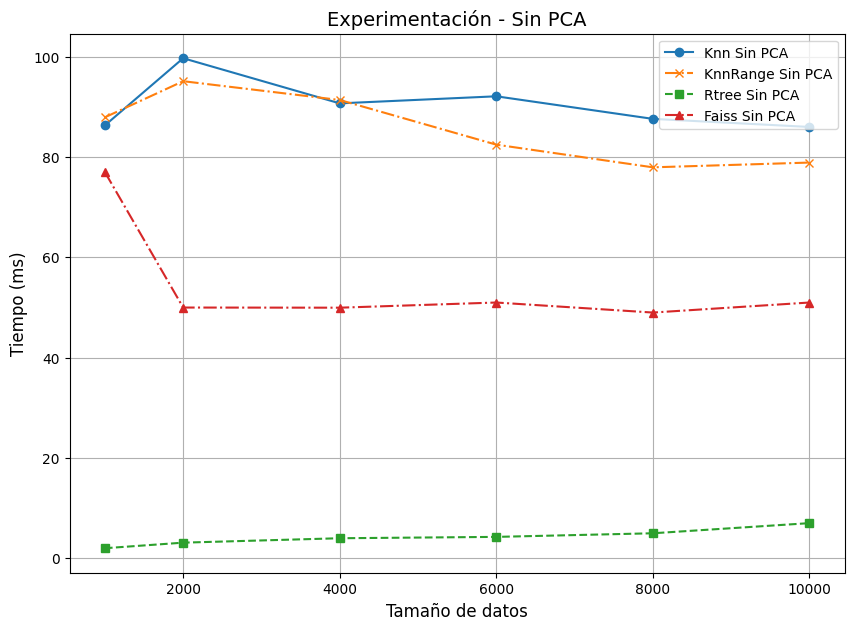 Experimentación - Sin PCA
Knn Sin PCA
KnnRange Sin PCA
Rtree Sin PCA
Faiss Sin PCA
Tiempo (ms)
100
80
60
40
20
0
2000
4000
6000
8000
10000
Tamaño de datos